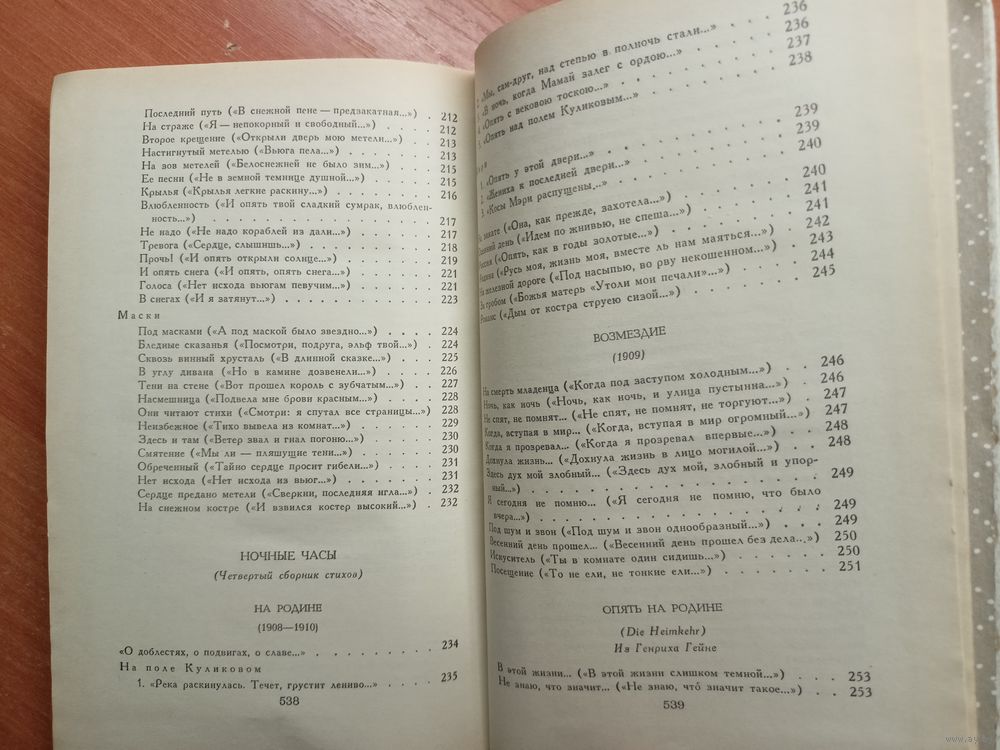 Последний путь («В снежной пене — предзакатная...») . 212
На страже («Я — непокорный и свободный...») . . . . 212
Второе крещение («Открыли дверь мою метели...») . . 213
Настигнутый метелью («Вьюга пела...») . . . . . . . 213
На зов метелей («Белоснежней не было зим...») . . . 215
Ее песни («Не в земной темнице душной...») . . . . . 215
Крылья («Крылья легкие раскину...») . . . . . . . . 216
Влюбленность («И опять твой сладкий сумрак, влюблен-
ность...») . . . . . . . . . . . . . . . . 217
Не надо («Не надо кораблей из дали...») . . . . . . 217
Тревога («Сердце, слышишь...») . . . . . . . . . . 218
Прочь! («И опять открыли солнце...») . . . . . . . 219
И опять снега («И опять, опять снега...») . . . . . 221
Голоса («Нет исхода вьюгам певучим...») . . . . . . 221
В снегах («И я затянут...») . . . . . . . . . . . . 223
Маски
Под масками («А под маской было звездно...») . . . . 224
Бледные сказанья («Посмотри, подруга, эльф твой...») . 224
Сквозь винный хрусталь («В длинной сказке...») . . . 225
В углу дивана («Но в камине дозвенели...») . . . . 226
Тени на стене («Вот прошел король с зубчатым...») . . 227
Насмешница («Подвела мне брови красным...») . . . . 228
Они читают стихи («Смотри: я спутал все страницы...») 228
Неизбежное («Тихо вывела из комнат...») . . . . . . 229
Здесь и там («Ветер звал и гнал погоню...») . . . . 230
Смятение («Мы ли — пляшущие тени...») . . . . . . . 230
Обреченный («Тайно сердце просит гибели...») . . . . 231
Нет исхода («Нет исхода из вьюг...») . . . . . . . 231
Сердце предано метели («Сверкни, последняя игла...») . 232
На снежном костре («И взвился костер высокий...») . 232
НОЧНЫЕ ЧАСЫ
(Четвертый сборник стихов)
НА РОДИНЕ
(1908—1910)
«О доблестях, о подвигах, о славе...» . . . . . . . . 234
На поле Куликовом
1. «Река раскинулась. Течет, грустит лениво...» . . . . 235
538
2. «Мы, сам-друг, над степью в полночь стали...» . . . 236
3. «В ночь, когда Мамай залег с ордою...» . . . . . 236
4. «Опять с вековою тоскою...» . . . . . . . . 237
5. «Опять над полем Куликовым...» . . . . . . . 238
1. «Опять у этой двери...» . . . . . . . . . . 239
2. «Жениха к последней двери...» . . . . . . . . 239
3. «Косы Мэри распущены...» . . . . . . . . . 240
На закате («Она, как прежде, захотела...») . . . . . 240
Осенний день («Идем по жнивью, не спеша...») . . . . 241
Россия («Опять, как в годы золотые...») . . . . . . 241
Родина («Русь моя, жизнь моя, вместе ль нам маяться...») . 242
На железной дороге («Под насыпью, во рву некошенном...») . 243
За гробом («Божья матерь «Утоли мои печали»...») . . . 244
Романс («Дым от костра струею сизой...») . . . . . 245
ВОЗМЕЗДИЕ
(1909)
На смерть младенца («Когда под заступом холодным...») . . 246
Ночь, как ночь («Ночь, как ночь, и улица пустынна...») . . 246
Не спят, не помнят... («Не спят, не помнят, не торгуют...») . 247
Когда, вступая в мир... («Когда, вступая в мир огромный...») . 247
Когда я прозревал... («Когда я прозревал впервые...») . . 248
Дохнула жизнь... («Дохнула жизнь в лицо могилой...») . . 248
Здесь дух мой злобный... («Здесь дух мой, злобный и упор-
ный...») . . . . . . . . . . . . . . . . . . 249
Я сегодня не помню... («Я сегодня не помню, что было
вчера...») . . . . . . . . . . . . . . . . . 249
Под шум и звон («Под шум и звон однообразный...») . . . 249
Весенний день прошел... («Весенний день прошел без дела...») 250
Искуситель («Ты в комнате один сидишь...») . . . . . 250
Посещение («То не ели, не тонкие ели...») . . . . . . 251
ОПЯТЬ НА РОДИНЕ
(Die Heimkehr)
Из Генриха Гейне
В этой жизни... («В этой жизни слишком темной...») . . . 253
Не знаю, что значит... («Не знаю, что́ значит такое...») . . 253
539